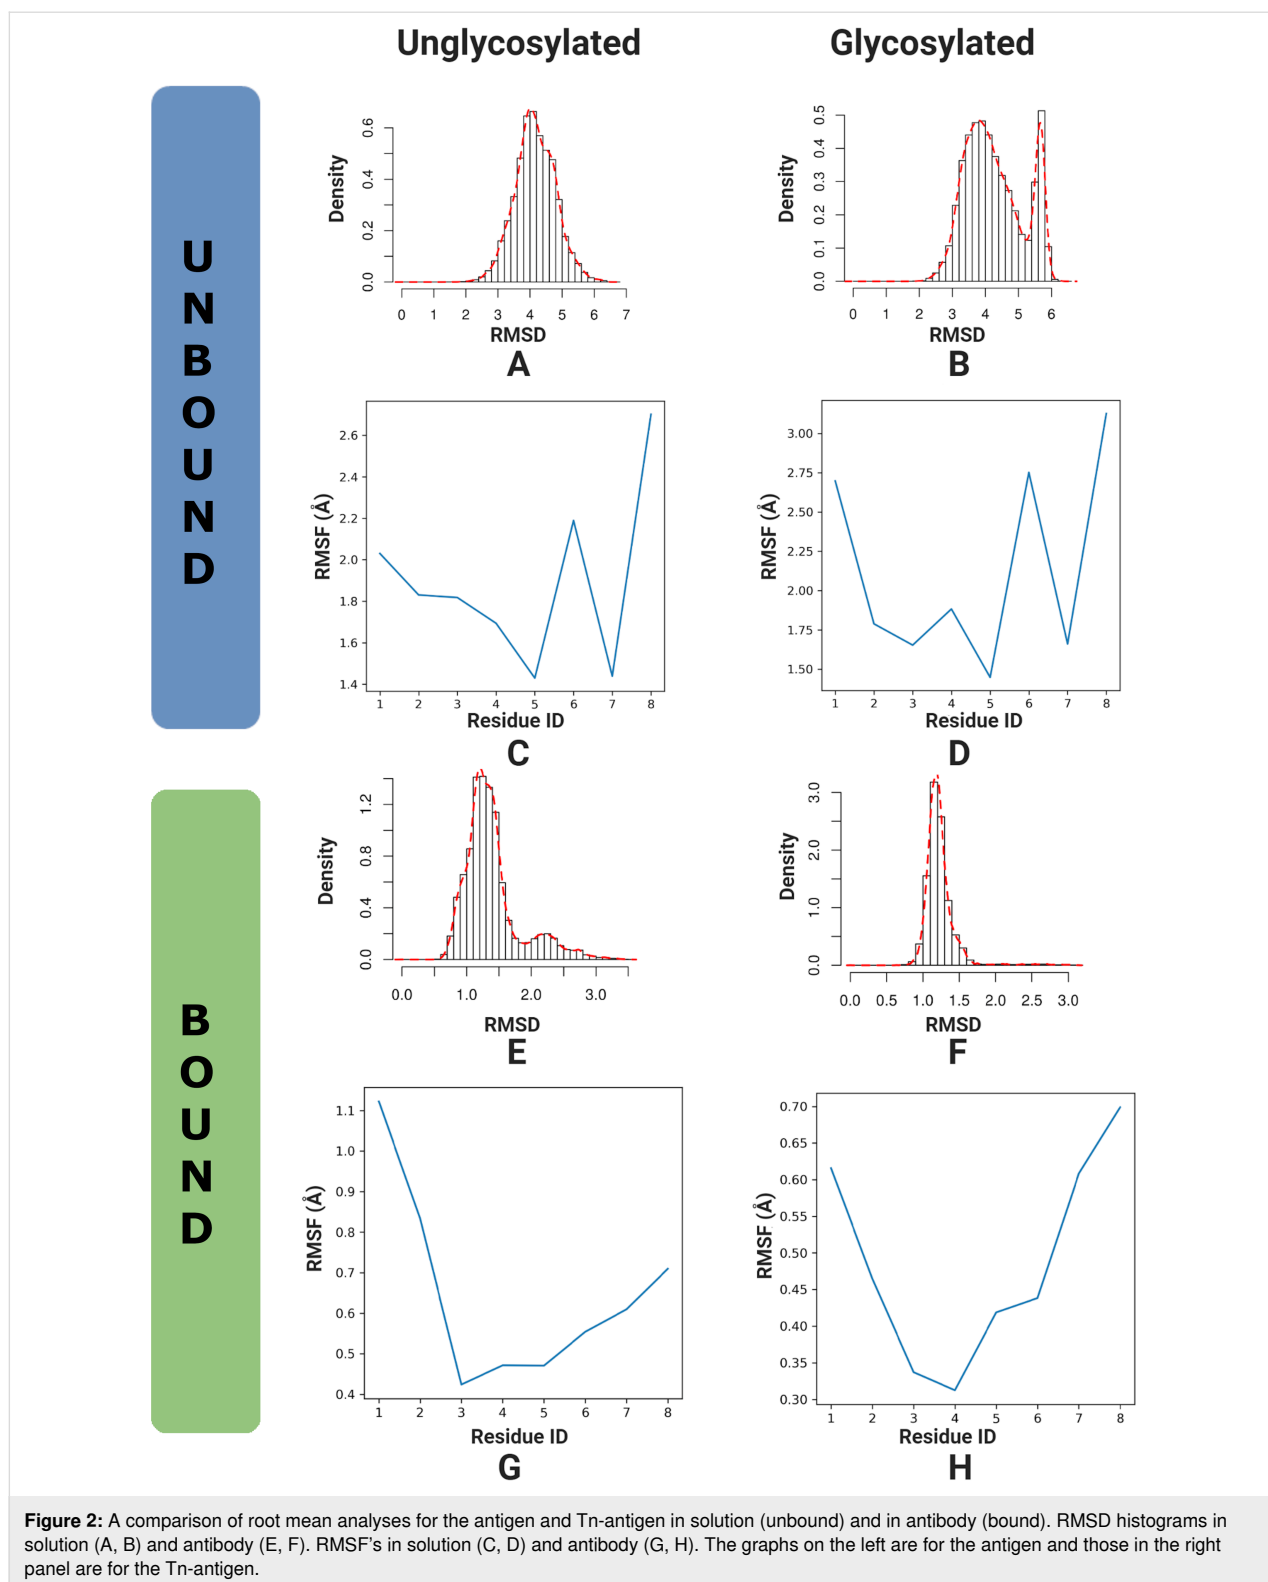 Unglycosylated Glycosylated
U
N
B
O
U
N
D
Density
0.0 0.2 0.4 0.6
0 1 2 3 4 5 6 7
RMSD
A
Density
0.0 0.1 0.2 0.3 0.4 0.5
0 1 2 3 4 5 6
RMSD
B
RMSF (Å)
2.6
2.4
2.2
2.0
1.8
1.6
1.4
1 2 3 4 5 6 7 8
Residue ID
C
RMSF (Å)
3.00
2.75
2.50
2.25
2.00
1.75
1.50
1 2 3 4 5 6 7 8
Residue ID
D
B
O
U
N
D
Density
0.0 0.4 0.8 1.2
0.0 1.0 2.0 3.0
RMSD
E
Density
0.0 1.0 2.0 3.0
0.0 0.5 1.0 1.5 2.0 2.5 3.0
RMSD
F
RMSF (Å)
1.1
1.0
0.9
0.8
0.7
0.6
0.5
0.4
1 2 3 4 5 6 7 8
Residue ID
G
RMSF (Å)
0.70
0.65
0.60
0.55
0.50
0.45
0.40
0.35
0.30
1 2 3 4 5 6 7 8
Residue ID
H
Figure 2: A comparison of root mean analyses for the antigen and Tn-antigen in solution (unbound) and in antibody (bound). RMSD histograms in
solution (A, B) and antibody (E, F). RMSF's in solution (C, D) and antibody (G, H). The graphs on the left are for the antigen and those in the right
panel are for the Tn-antigen.